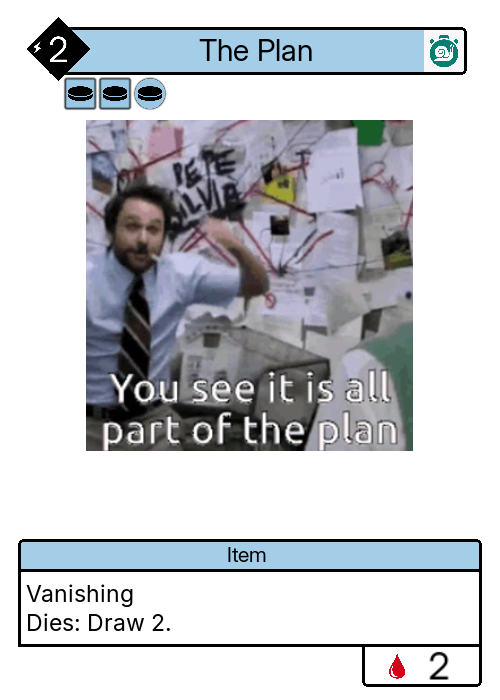 2
The Plan
PEPE
SILVIA
You see it is all
part of the plan
Item
Vanishing
Dies: Draw 2.
2